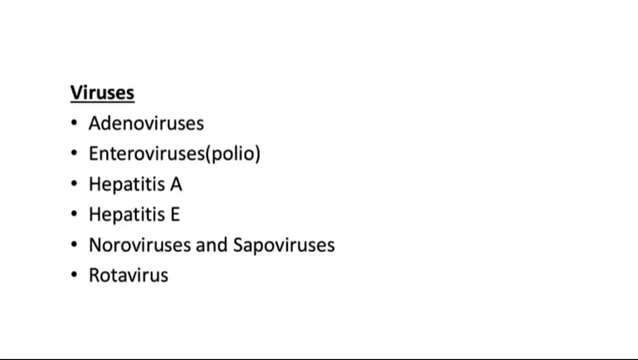 Viruses
• Adenoviruses
• Enteroviruses(polio)
• Hepatitis A
• Hepatitis E
• Noroviruses and Sapoviruses
• Rotavirus